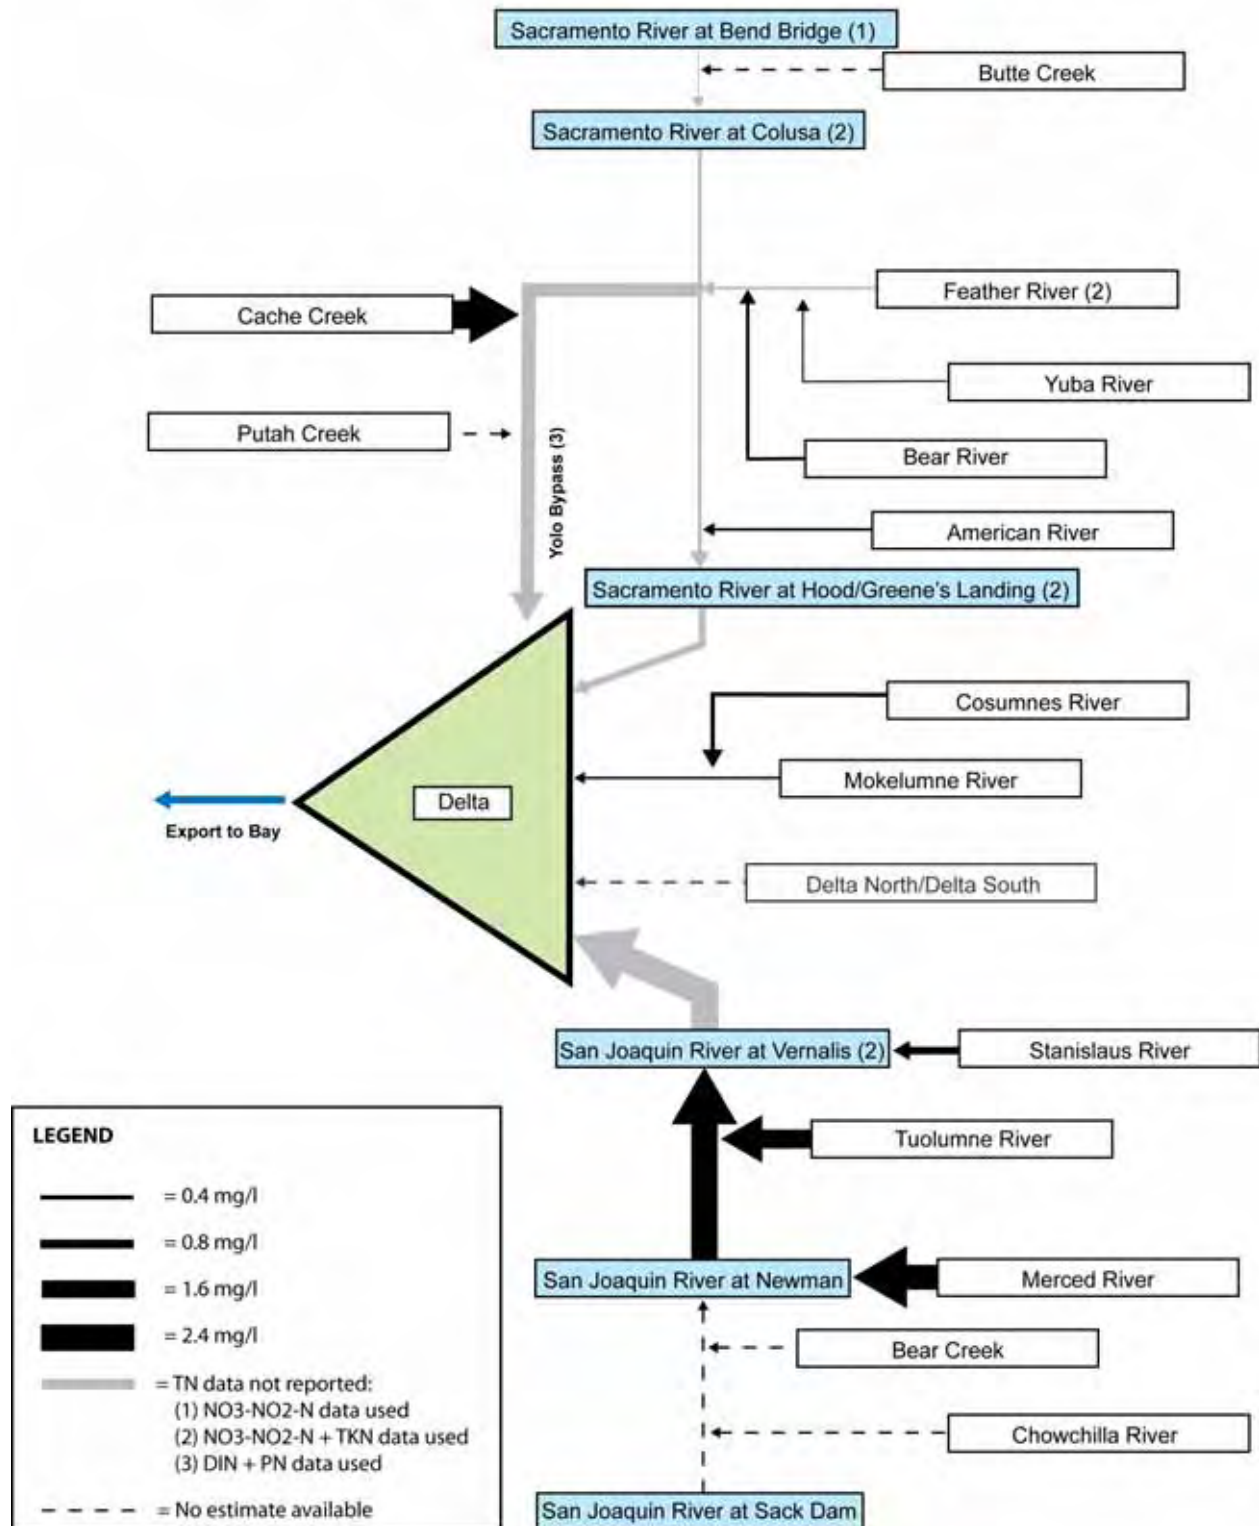 Sacramento River at Bend Bridge (1)
Butte Creek
Sacramento River at Colusa (2)
Feather River (2)
Cache Creek
Yuba River
Putah Creek
Yolo Bypass (3)
Bear River
American River
Sacramento River at Hood/Greene's Landing (2)
Cosumnes River
Mokelumne River
Delta
Export to Bay
Delta North/Delta South
San Joaquin River at Vernalis (2)
Stanislaus River
Tuolumne River
San Joaquin River at Newman
Merced River
Bear Creek
Chowchilla River
San Joaquin River at Sack Dam
LEGEND
= 0.4 mg/l
= 0.8 mg/l
= 1.6 mg/l
= 2.4 mg/l
= TN data not reported:
(1) NO3-NO2-N data used
(2) NO3-NO2-N + TKN data used
(3) DIN + PN data used
= No estimate available